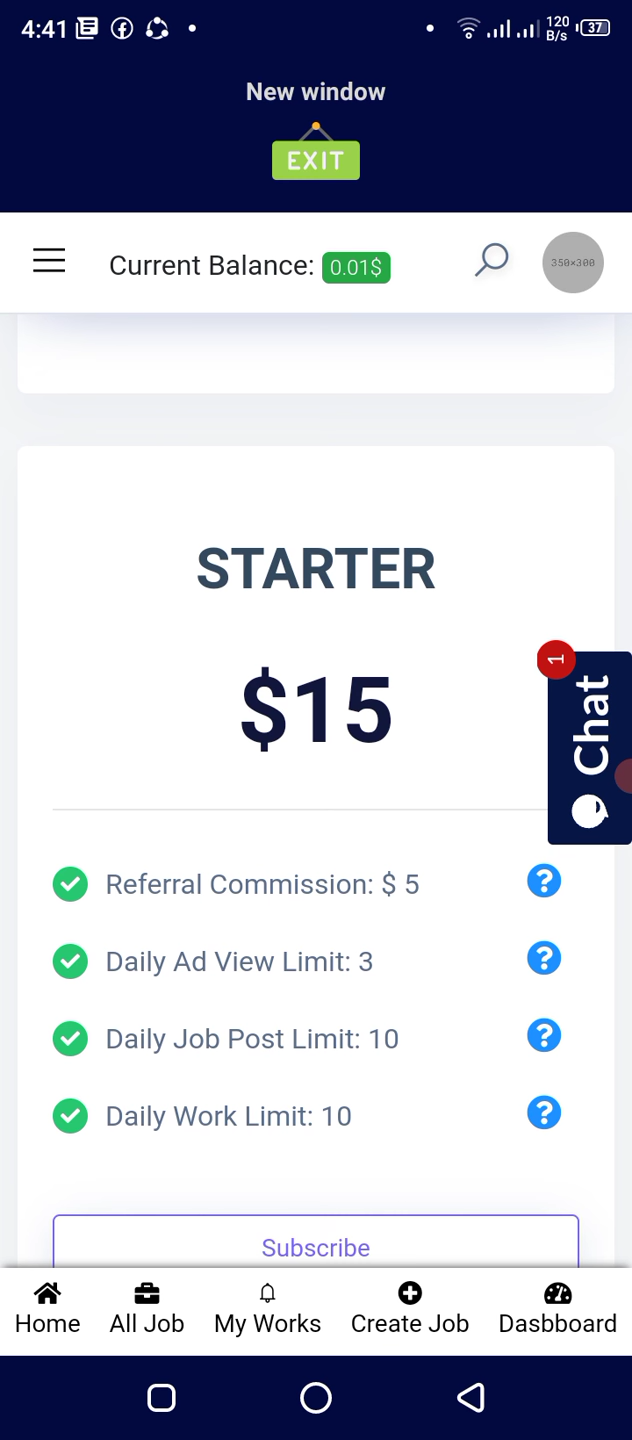 4:41
120
B/s
37
New window
EXIT
Current Balance: 0.01$
350×300
STARTER
$15
1
Chat
Referral Commission: $ 5
?
Daily Ad View Limit: 3
?
Daily Job Post Limit: 10
?
Daily Work Limit: 10
?
Subscribe
Home All Job My Works Create Job Dasbboard